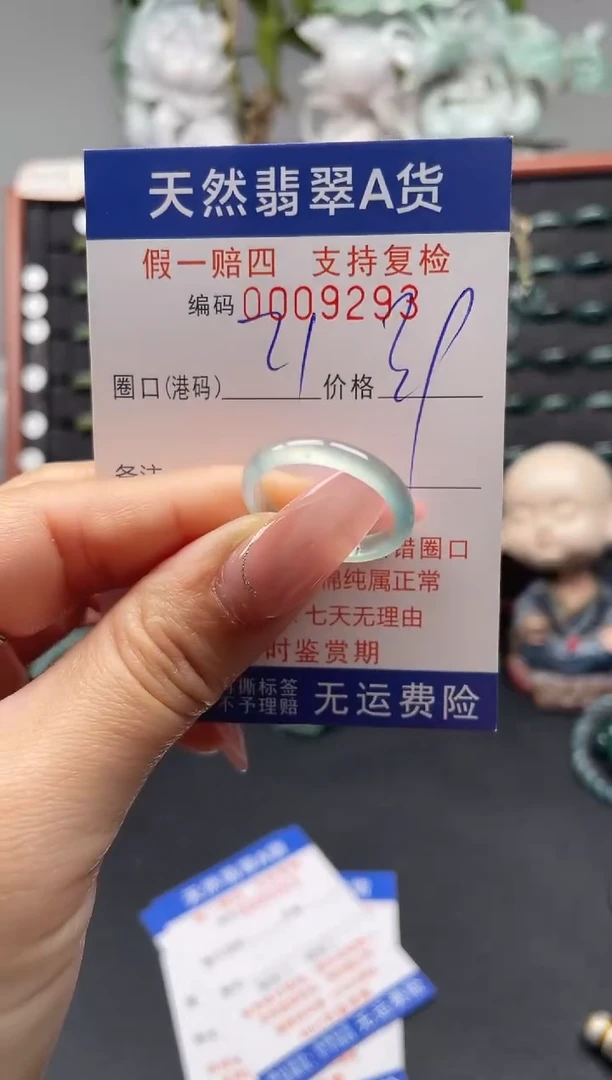 天然翡翠A货
假一赔四 支持复检
编码 0009293
圈口(港码) 21 价格
备注
错圈口
棉纯属正常
七天无理由
时鉴赏期
撕标签
不予理赔
无运费险